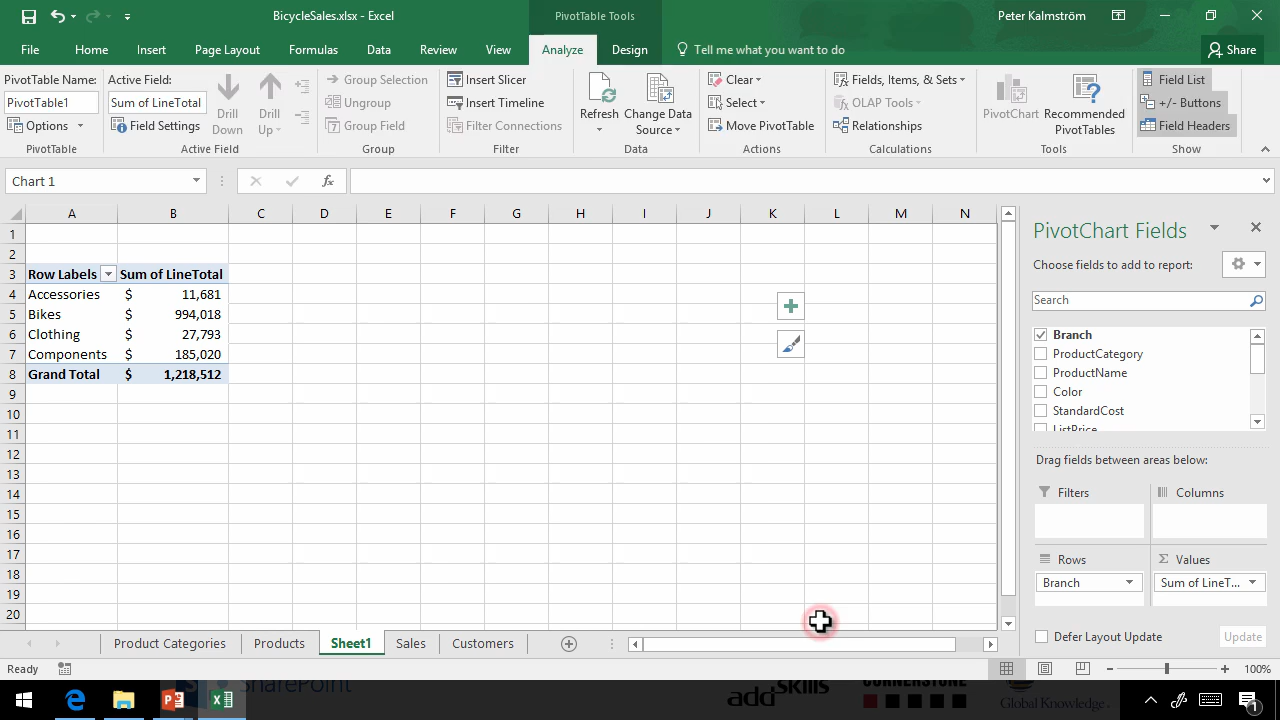 BicycleSales.xlsx - Excel
PivotTable Tools
Peter Kalmström
File Home Insert Page Layout Formulas Data Review View Analyze Design Tell me what you want to do Share
PivotTable Name:
PivotTable1
Options
PivotTable
Active Field:
Sum of LineTotal
Field Settings
Drill Down
Drill Up
Active Field
Group Selection
Ungroup
Group Field
Group
Insert Slicer
Insert Timeline
Filter Connections
Filter
Refresh
Change Data Source
Data
Clear
Select
Move PivotTable
Actions
Fields, Items, & Sets
OLAP Tools
Relationships
Calculations
PivotChart
Recommended PivotTables
Tools
Field List
+/- Buttons
Field Headers
Show
Chart 1
fx
A B C D E F G H I J K L M N
1
2
3 Row Labels Sum of LineTotal
4 Accessories $ 11,681
5 Bikes $ 994,018
6 Clothing $ 27,793
7 Components $ 185,020
8 Grand Total $ 1,218,512
9
10
11
12
13
14
15
16
17
18
19
20
PivotChart Fields
Choose fields to add to report:
Search
Branch
ProductCategory
ProductName
Color
StandardCost
ListPrice
Drag fields between areas below:
Filters
Columns
Rows
Values
Branch
Sum of LineT...
Defer Layout Update
Update
Product Categories Products Sheet1 Sales Customers
Ready
100%
SharePoint
addskills
CORNERSTONE
Global Knowledge.
1